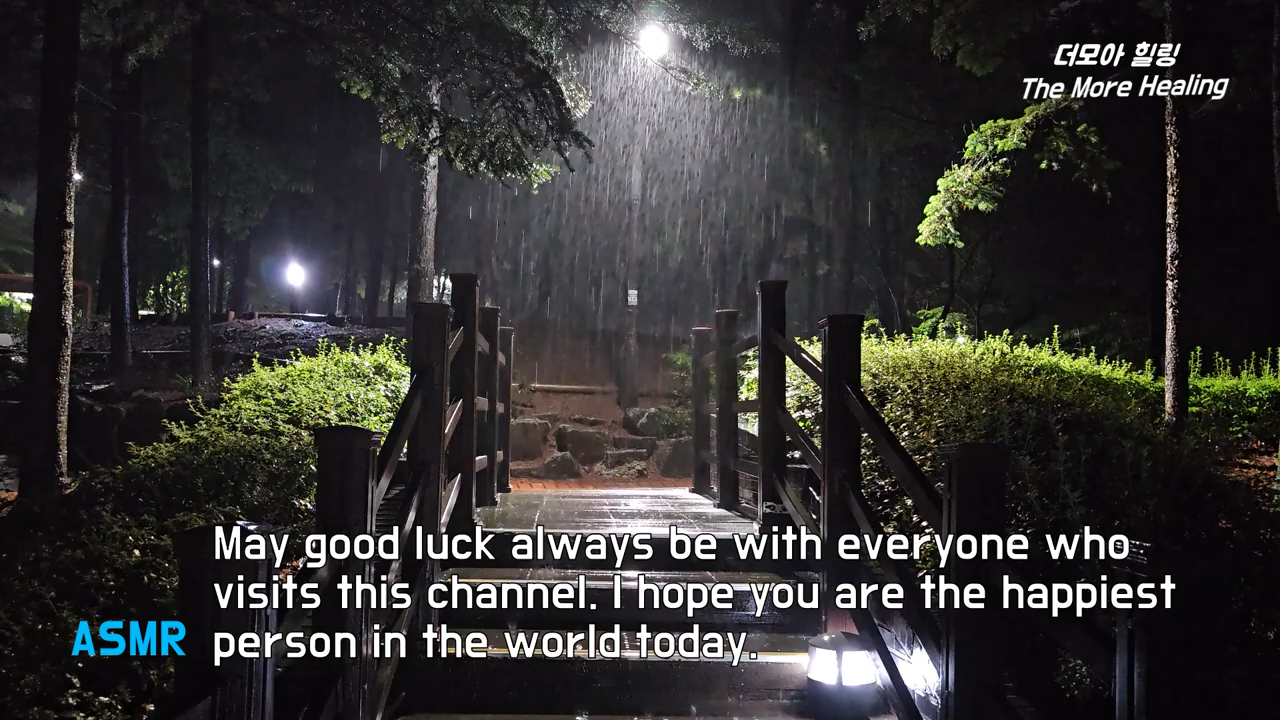 더모아 힐링
The More Healing
May good luck always be with everyone who
visits this channel. I hope you are the happiest
person in the world today.
ASMR